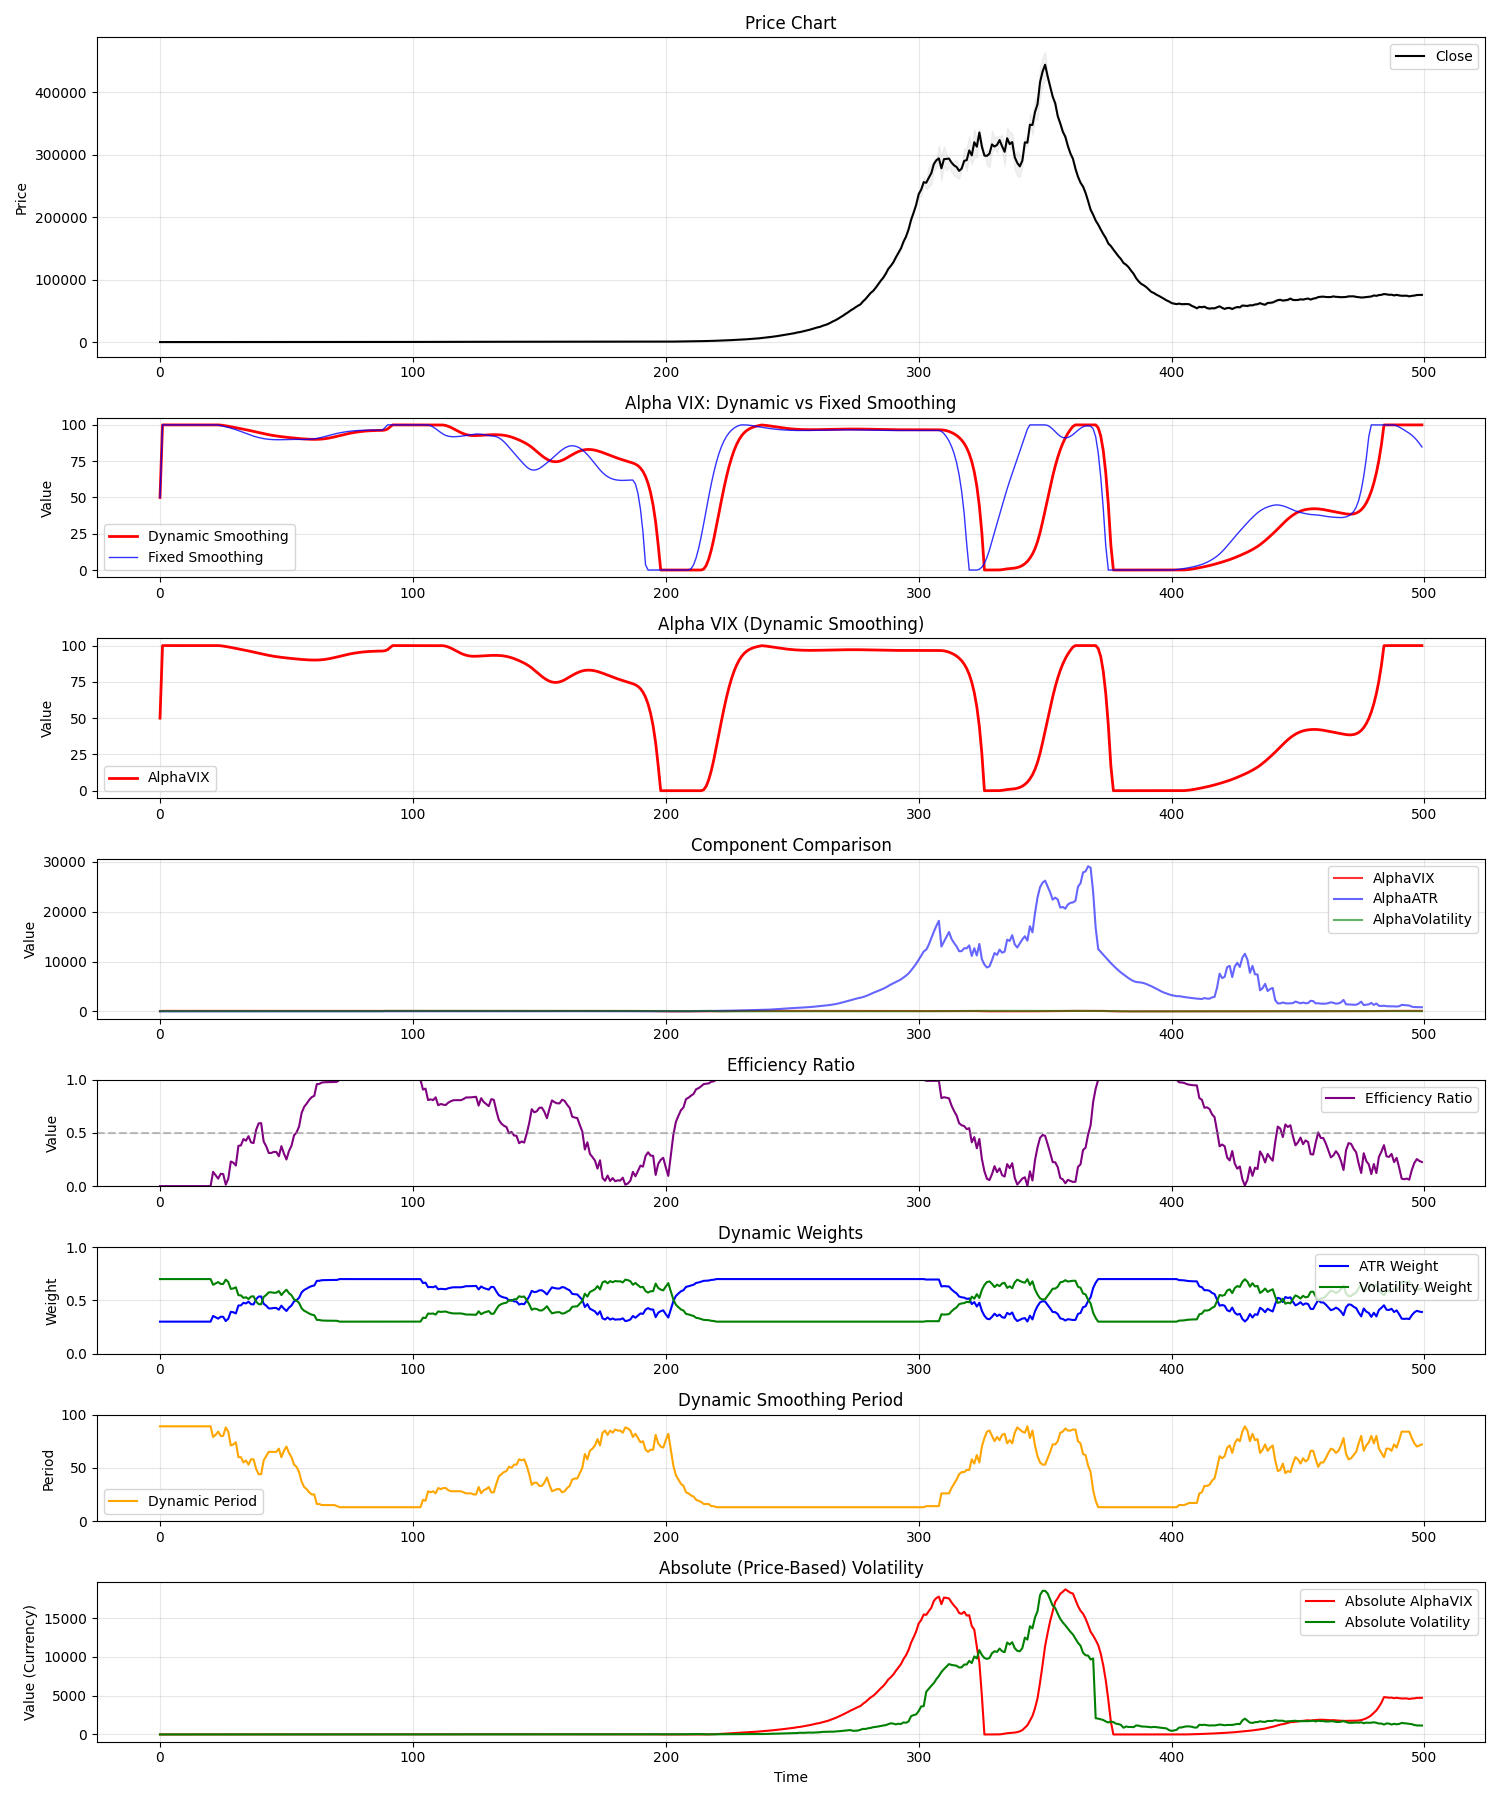 Price Chart
Close
400000
300000
200000
100000
0
Price
0 100 200 300 400 500
Alpha VIX: Dynamic vs Fixed Smoothing
100
75
50
25
0
Value
Dynamic Smoothing
Fixed Smoothing
0 100 200 300 400 500
Alpha VIX (Dynamic Smoothing)
100
75
50
25
0
Value
AlphaVIX
0 100 200 300 400 500
Component Comparison
30000
20000
10000
0
Value
AlphaVIX
AlphaATR
AlphaVolatility
0 100 200 300 400 500
Efficiency Ratio
1.0
0.5
0.0
Value
Efficiency Ratio
0 100 200 300 400 500
Dynamic Weights
1.0
0.5
0.0
Weight
ATR Weight
Volatility Weight
0 100 200 300 400 500
Dynamic Smoothing Period
100
50
0
Period
Dynamic Period
0 100 200 300 400 500
Absolute (Price-Based) Volatility
15000
10000
5000
0
Value (Currency)
Absolute AlphaVIX
Absolute Volatility
0 100 200 300 400 500
Time